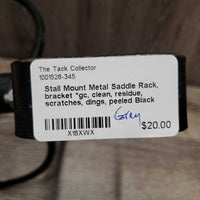 The Tack Collector
1001526-345
Stall Mount Metal Saddle Rack,
bracket *gc, clean, residue,
scratches, dings, peeled Black
Grey
X16XWX
$20.00